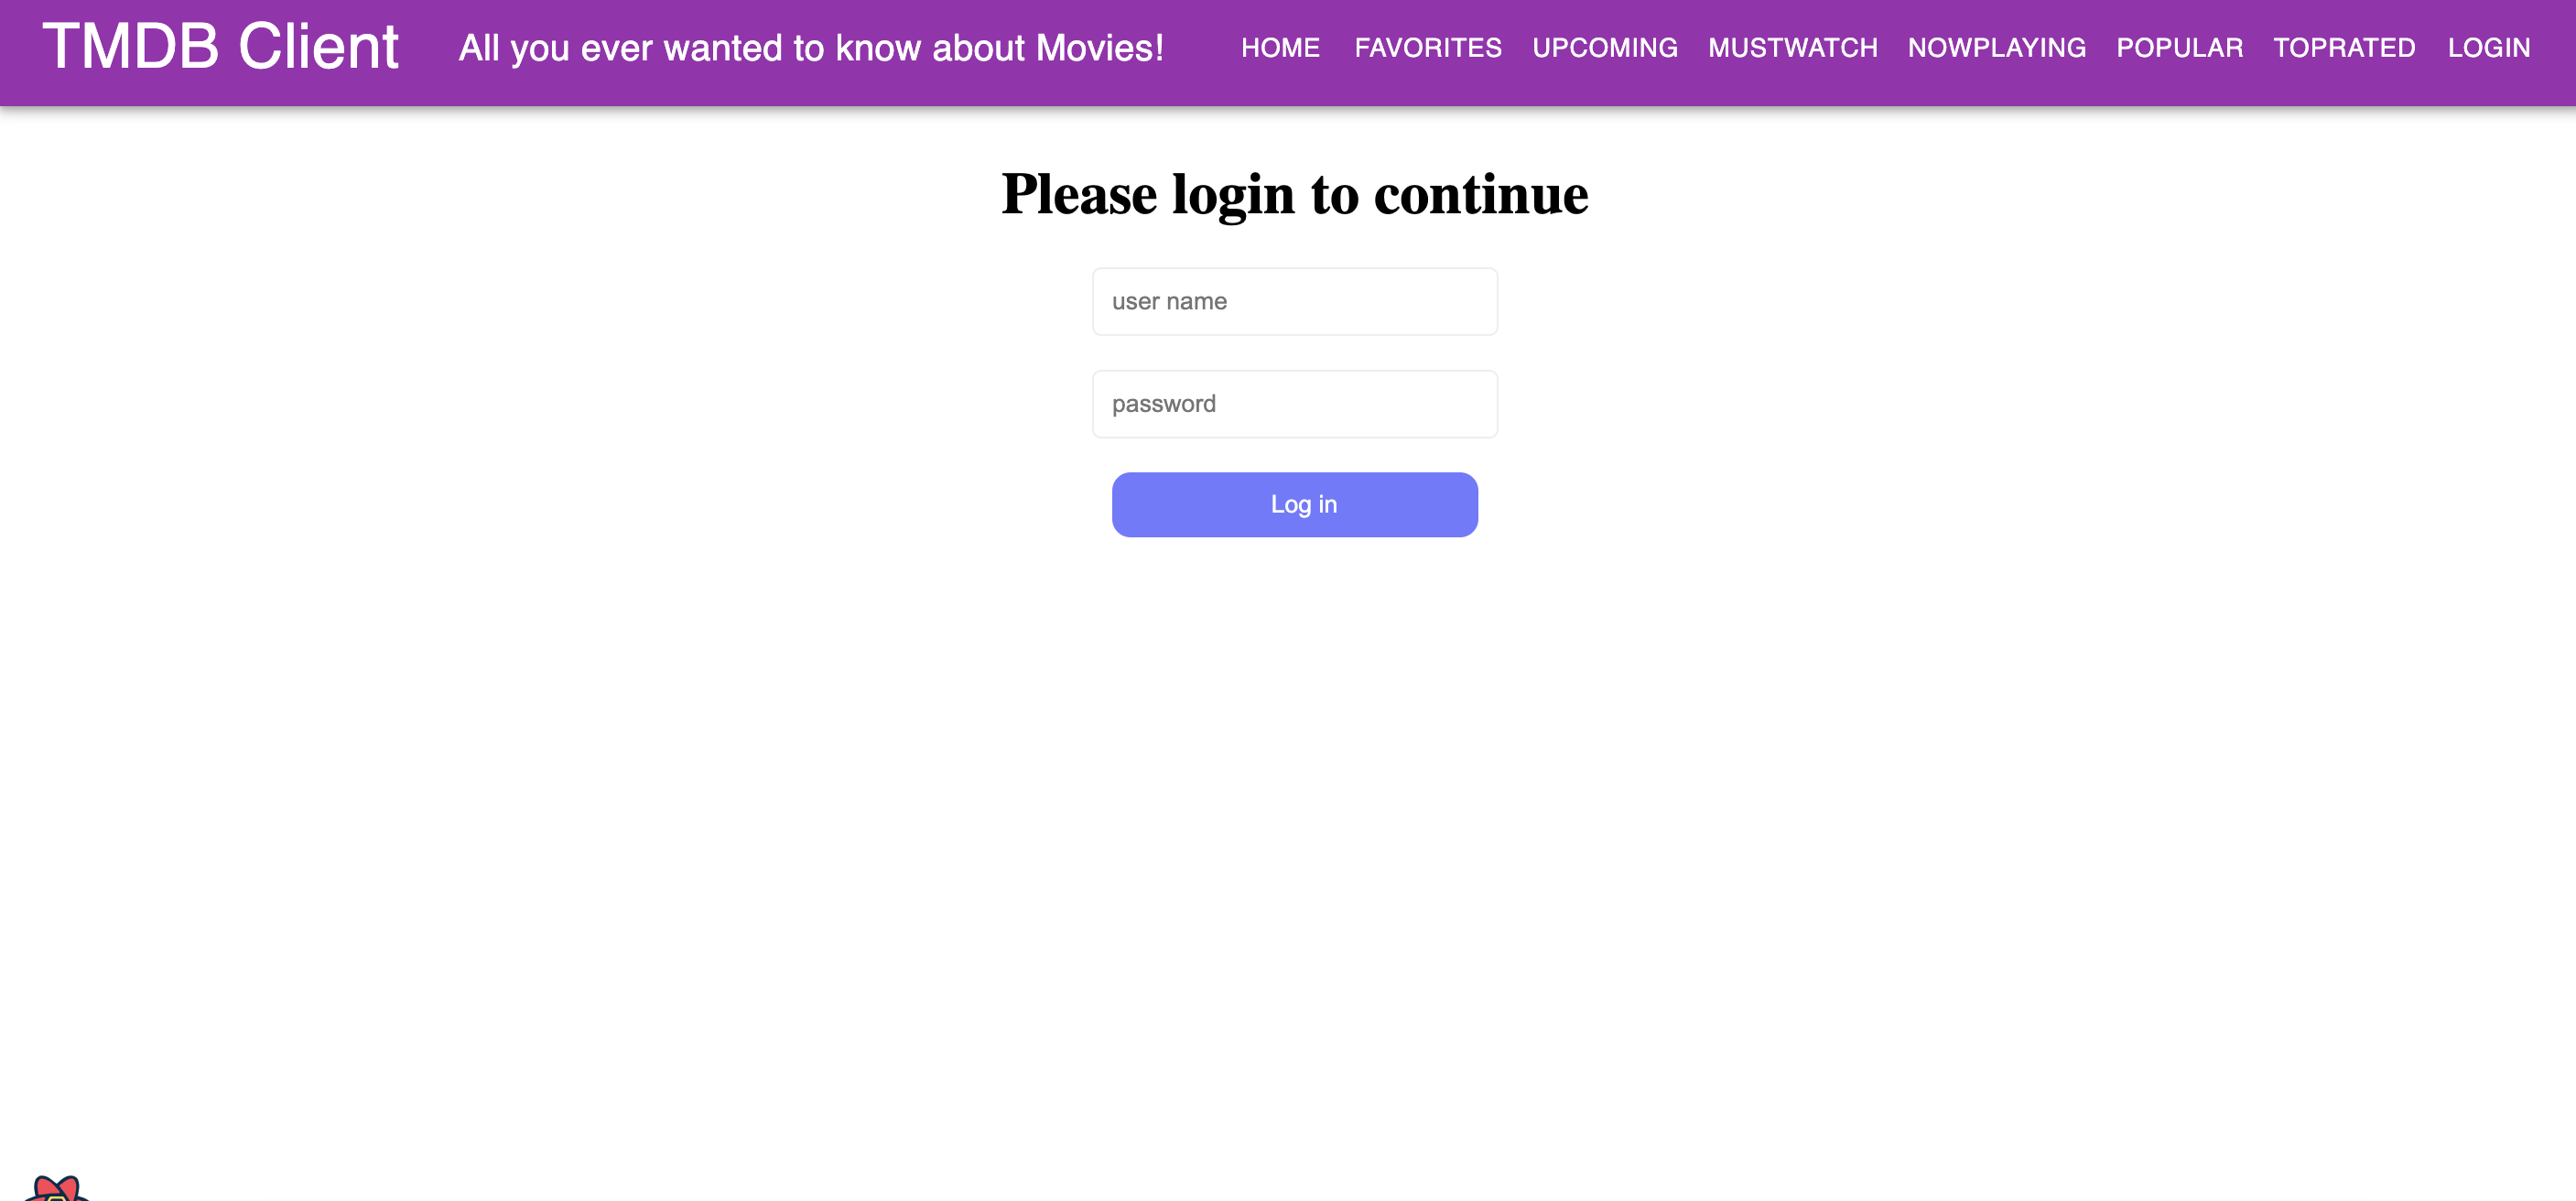 TMDB Client All you ever wanted to know about Movies! HOME FAVORITES UPCOMING MUSTWATCH NOWPLAYING POPULAR TOPRATED LOGIN
Please login to continue
user name
password
Log in